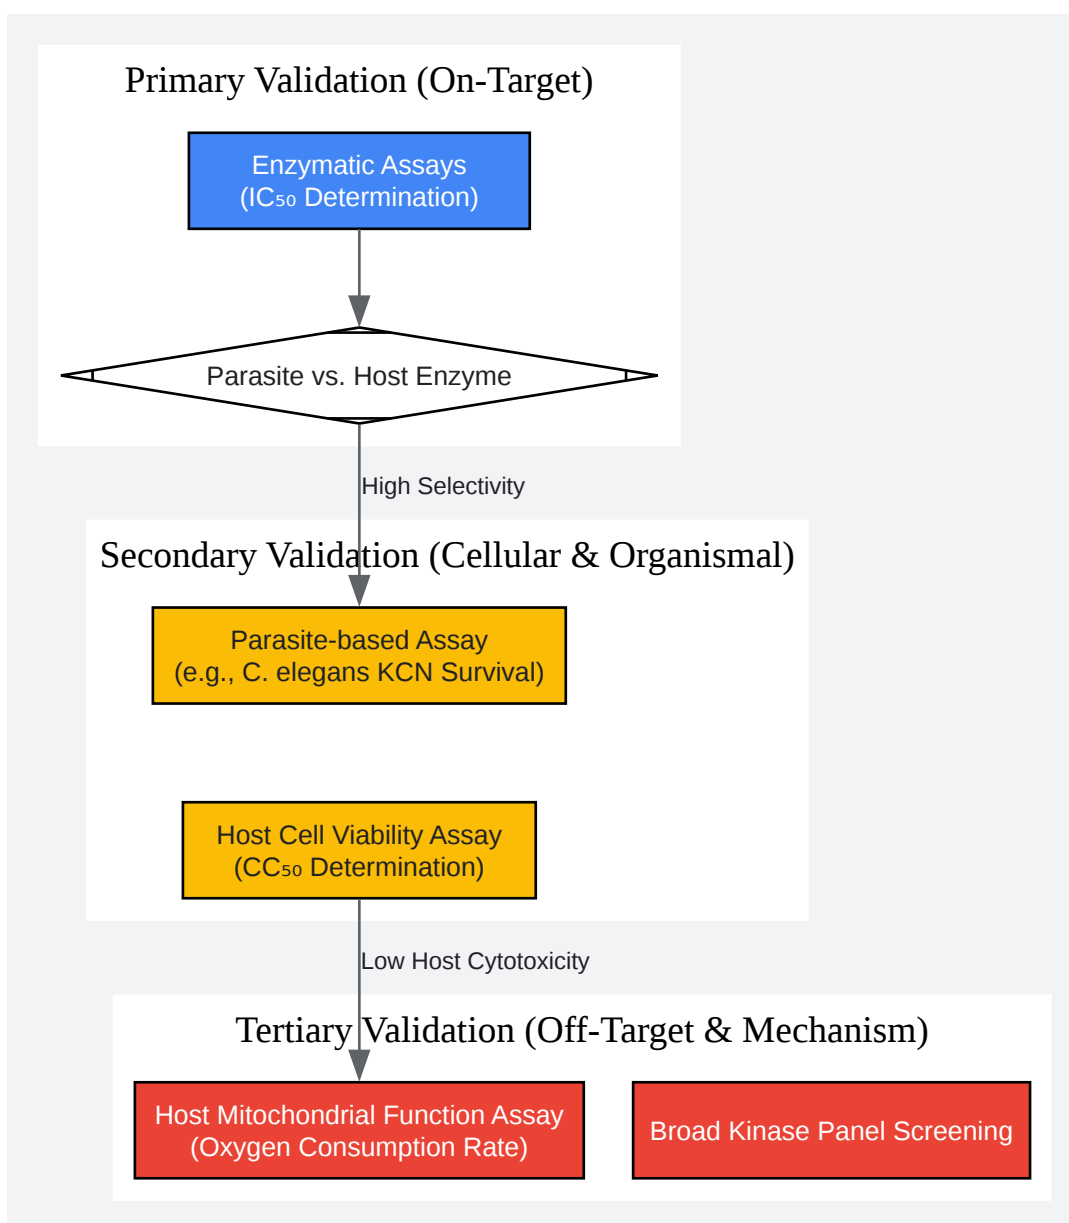 Primary Validation (On-Target)
Enzymatic Assays
(IC₅₀ Determination)
Parasite vs. Host Enzyme
High Selectivity
Secondary Validation (Cellular & Organismal)
Parasite-based Assay
(e.g., C. elegans KCN Survival)
Host Cell Viability Assay
(CC₅₀ Determination)
Low Host Cytotoxicity
Tertiary Validation (Off-Target & Mechanism)
Host Mitochondrial Function Assay
(Oxygen Consumption Rate)
Broad Kinase Panel Screening